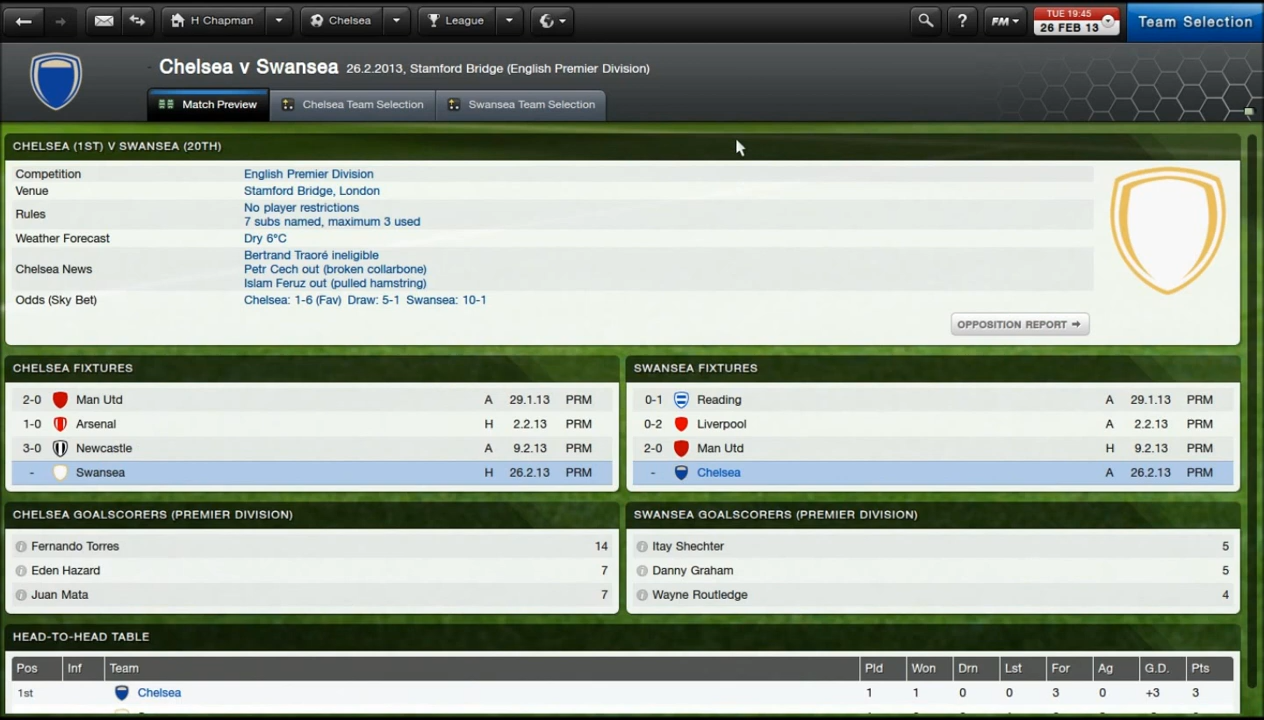 H Chapman Chelsea League FM TUE 19:45 26 FEB 13 Team Selection
Chelsea v Swansea 26.2.2013, Stamford Bridge (English Premier Division)
Match Preview Chelsea Team Selection Swansea Team Selection
CHELSEA (1ST) V SWANSEA (20TH)
Competition English Premier Division
Venue Stamford Bridge, London
Rules No player restrictions
7 subs named, maximum 3 used
Weather Forecast Dry 6°C
Chelsea News Bertrand Traoré ineligible
Petr Cech out (broken collarbone)
Islam Feruz out (pulled hamstring)
Odds (Sky Bet) Chelsea: 1-6 (Fav) Draw: 5-1 Swansea: 10-1
OPPOSITION REPORT
CHELSEA FIXTURES
2-0 Man Utd A 29.1.13 PRM
1-0 Arsenal H 2.2.13 PRM
3-0 Newcastle A 9.2.13 PRM
- Swansea H 26.2.13 PRM
SWANSEA FIXTURES
0-1 Reading A 29.1.13 PRM
0-2 Liverpool A 2.2.13 PRM
2-0 Man Utd H 9.2.13 PRM
- Chelsea A 26.2.13 PRM
CHELSEA GOALSCORERS (PREMIER DIVISION)
Fernando Torres 14
Eden Hazard 7
Juan Mata 7
SWANSEA GOALSCORERS (PREMIER DIVISION)
Itay Shechter 5
Danny Graham 5
Wayne Routledge 4
HEAD-TO-HEAD TABLE
Pos Inf Team Pld Won Drn Lst For Ag G.D. Pts
1st Chelsea 1 1 0 0 3 0 +3 3